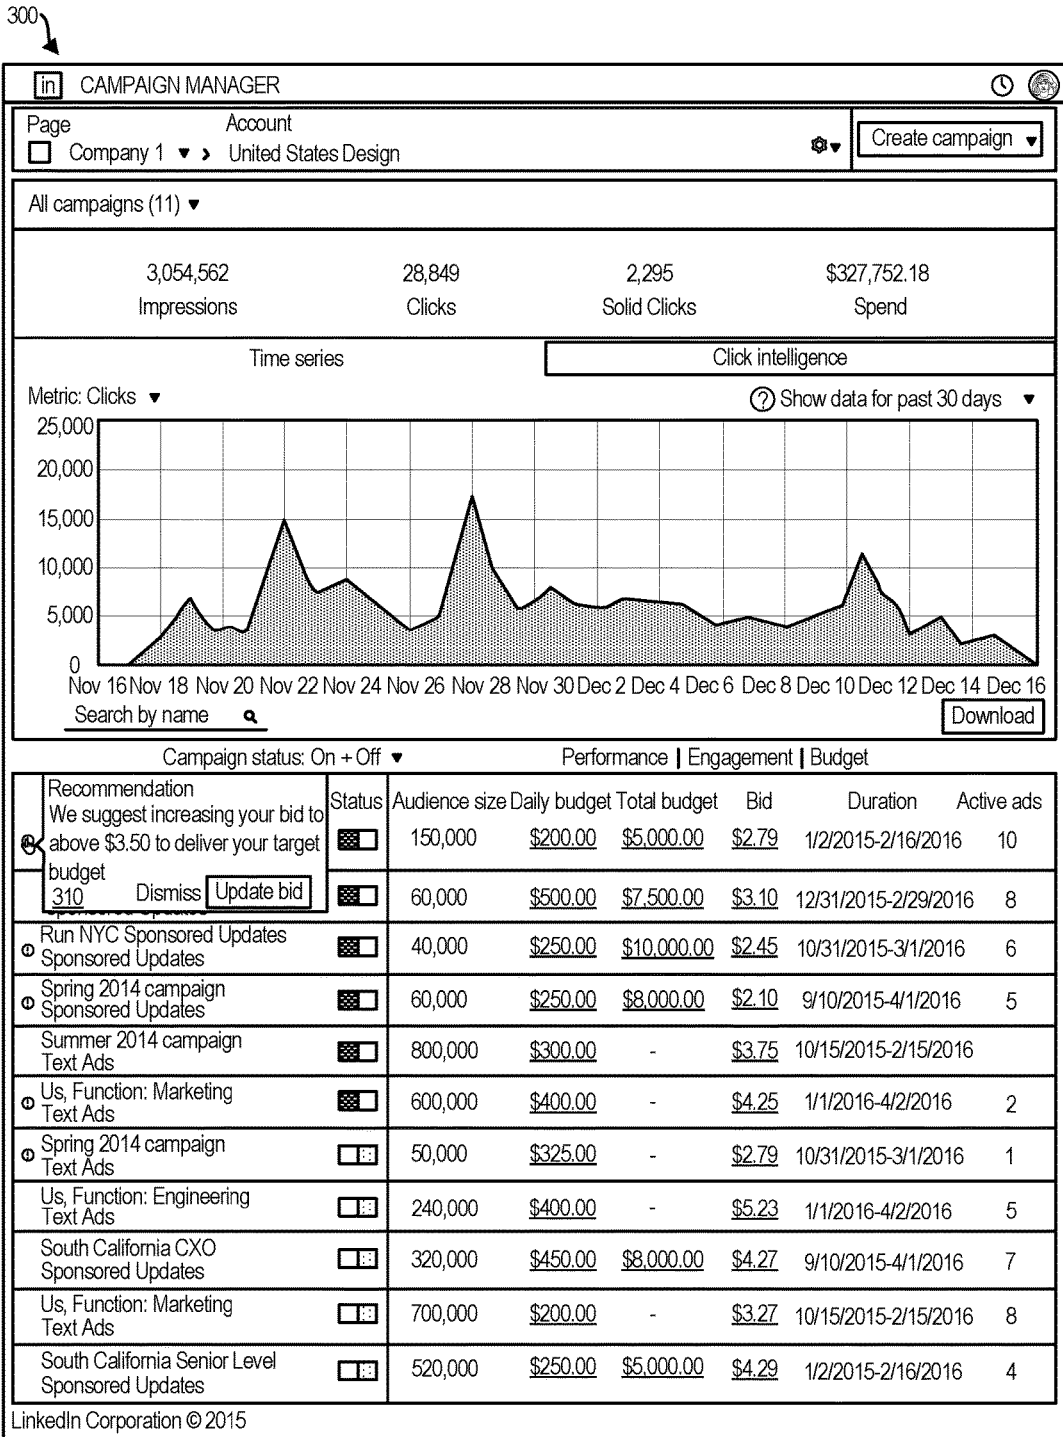 300
in CAMPAIGN MANAGER
Page Account
Company 1 United States Design Create campaign
All campaigns (11)
3,054,562 28,849 2,295 $327,752.18
Impressions Clicks Solid Clicks Spend
Time series Click intelligence
Metric: Clicks ? Show data for past 30 days
25,000
20,000
15,000
10,000
5,000
0
Nov 16 Nov 18 Nov 20 Nov 22 Nov 24 Nov 26 Nov 28 Nov 30 Dec 2 Dec 4 Dec 6 Dec 8 Dec 10 Dec 12 Dec 14 Dec 16
Search by name Download
Campaign status: On + Off Performance | Engagement | Budget
Recommendation
We suggest increasing your bid to
above $3.50 to deliver your target
budget
310 Dismiss Update bid
Status Audience size Daily budget Total budget Bid Duration Active ads
150,000 $200.00 $5,000.00 $2.79 1/2/2015-2/16/2016 10
60,000 $500.00 $7,500.00 $3.10 12/31/2015-2/29/2016 8
Run NYC Sponsored Updates
Sponsored Updates 40,000 $250.00 $10,000.00 $2.45 10/31/2015-3/1/2016 6
Spring 2014 campaign
Sponsored Updates 60,000 $250.00 $8,000.00 $2.10 9/10/2015-4/1/2016 5
Summer 2014 campaign
Text Ads 800,000 $300.00 - $3.75 10/15/2015-2/15/2016
Us, Function: Marketing
Text Ads 600,000 $400.00 - $4.25 1/1/2016-4/2/2016 2
Spring 2014 campaign
Text Ads 50,000 $325.00 - $2.79 10/31/2015-3/1/2016 1
Us, Function: Engineering
Text Ads 240,000 $400.00 - $5.23 1/1/2016-4/2/2016 5
South California CXO
Sponsored Updates 320,000 $450.00 $8,000.00 $4.27 9/10/2015-4/1/2016 7
Us, Function: Marketing
Text Ads 700,000 $200.00 - $3.27 10/15/2015-2/15/2016 8
South California Senior Level
Sponsored Updates 520,000 $250.00 $5,000.00 $4.29 1/2/2015-2/16/2016 4
LinkedIn Corporation © 2015